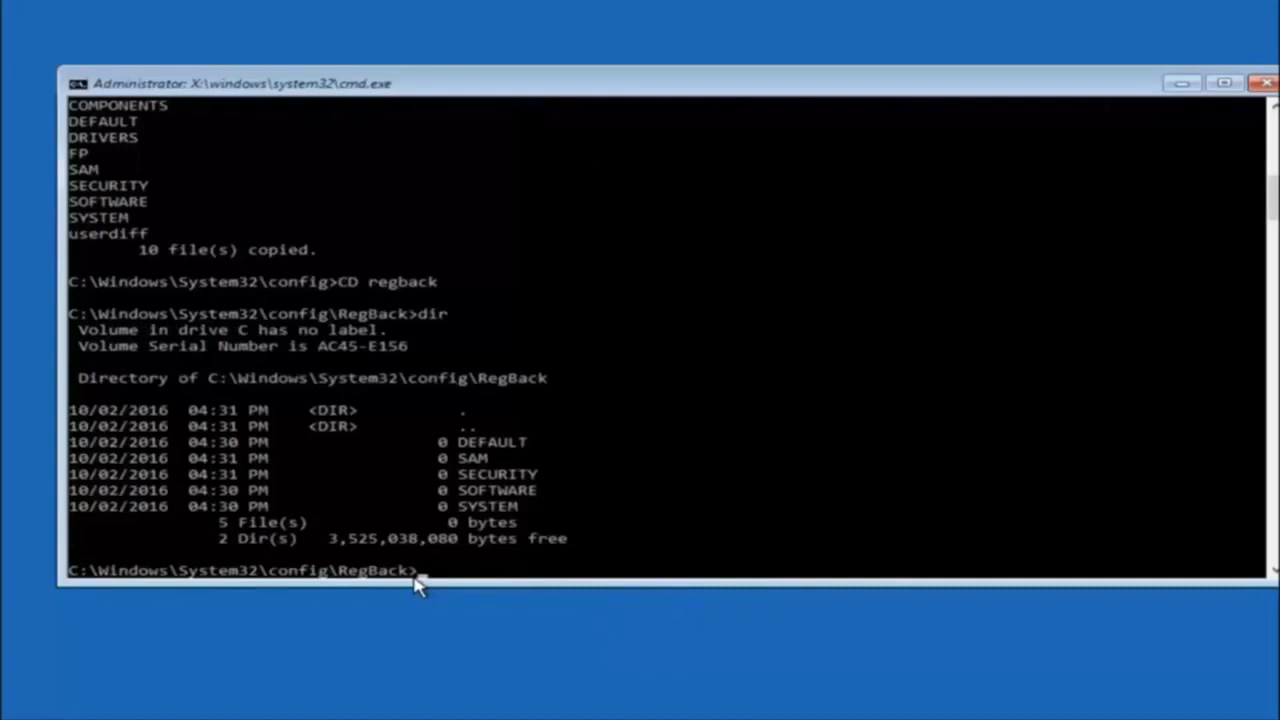 Administrator: X:\windows\system32\cmd.exe
COMPONENTS
DEFAULT
DRIVERS
FP
SAM
SECURITY
SOFTWARE
SYSTEM
userdiff
10 file(s) copied.
C:\Windows\System32\config>CD regback
C:\Windows\System32\config\RegBack>dir
Volume in drive C has no label.
Volume Serial Number is AC45-E156
Directory of C:\Windows\System32\config\RegBack
10/02/2016 04:31 PM <DIR> .
10/02/2016 04:31 PM <DIR> ..
10/02/2016 04:30 PM 0 DEFAULT
10/02/2016 04:31 PM 0 SAM
10/02/2016 04:31 PM 0 SECURITY
10/02/2016 04:30 PM 0 SOFTWARE
10/02/2016 04:30 PM 0 SYSTEM
5 File(s) 0 bytes
2 Dir(s) 3,525,038,080 bytes free
C:\Windows\System32\config\RegBack>_